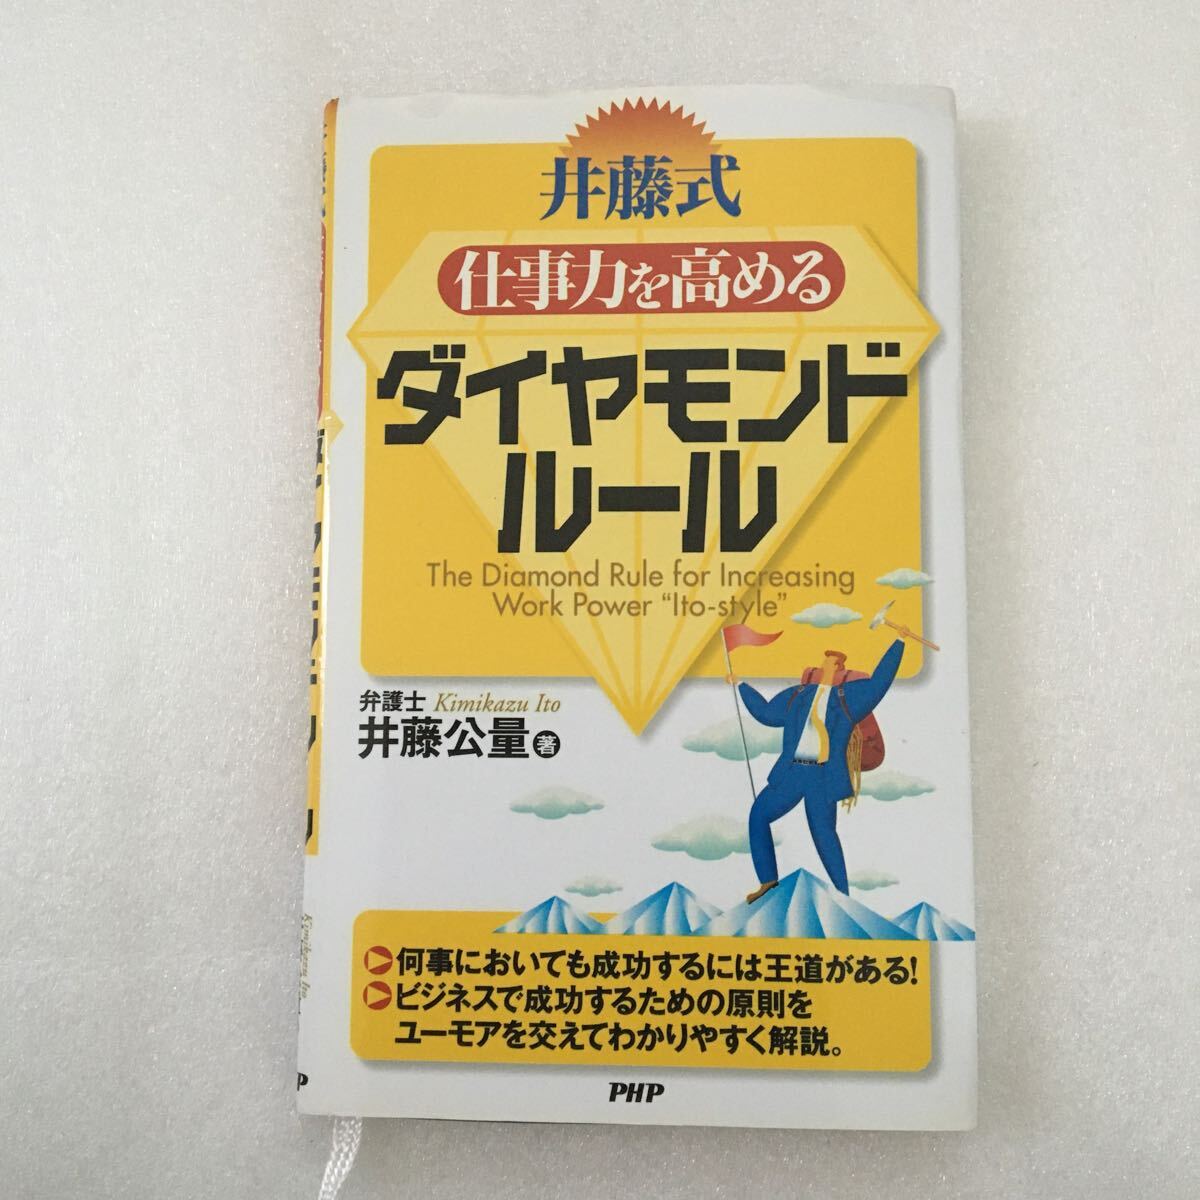 井藤式
仕事力を高める
ダイヤモンド
ルール
The Diamond Rule for Increasing
Work Power “Ito-style”
弁護士 Kimikazu Ito
井藤公量 著
何事においても成功するには王道がある!
ビジネスで成功するための原則を
ユーモアを交えてわかりやすく解説。
PHP
Kimikazu Ito